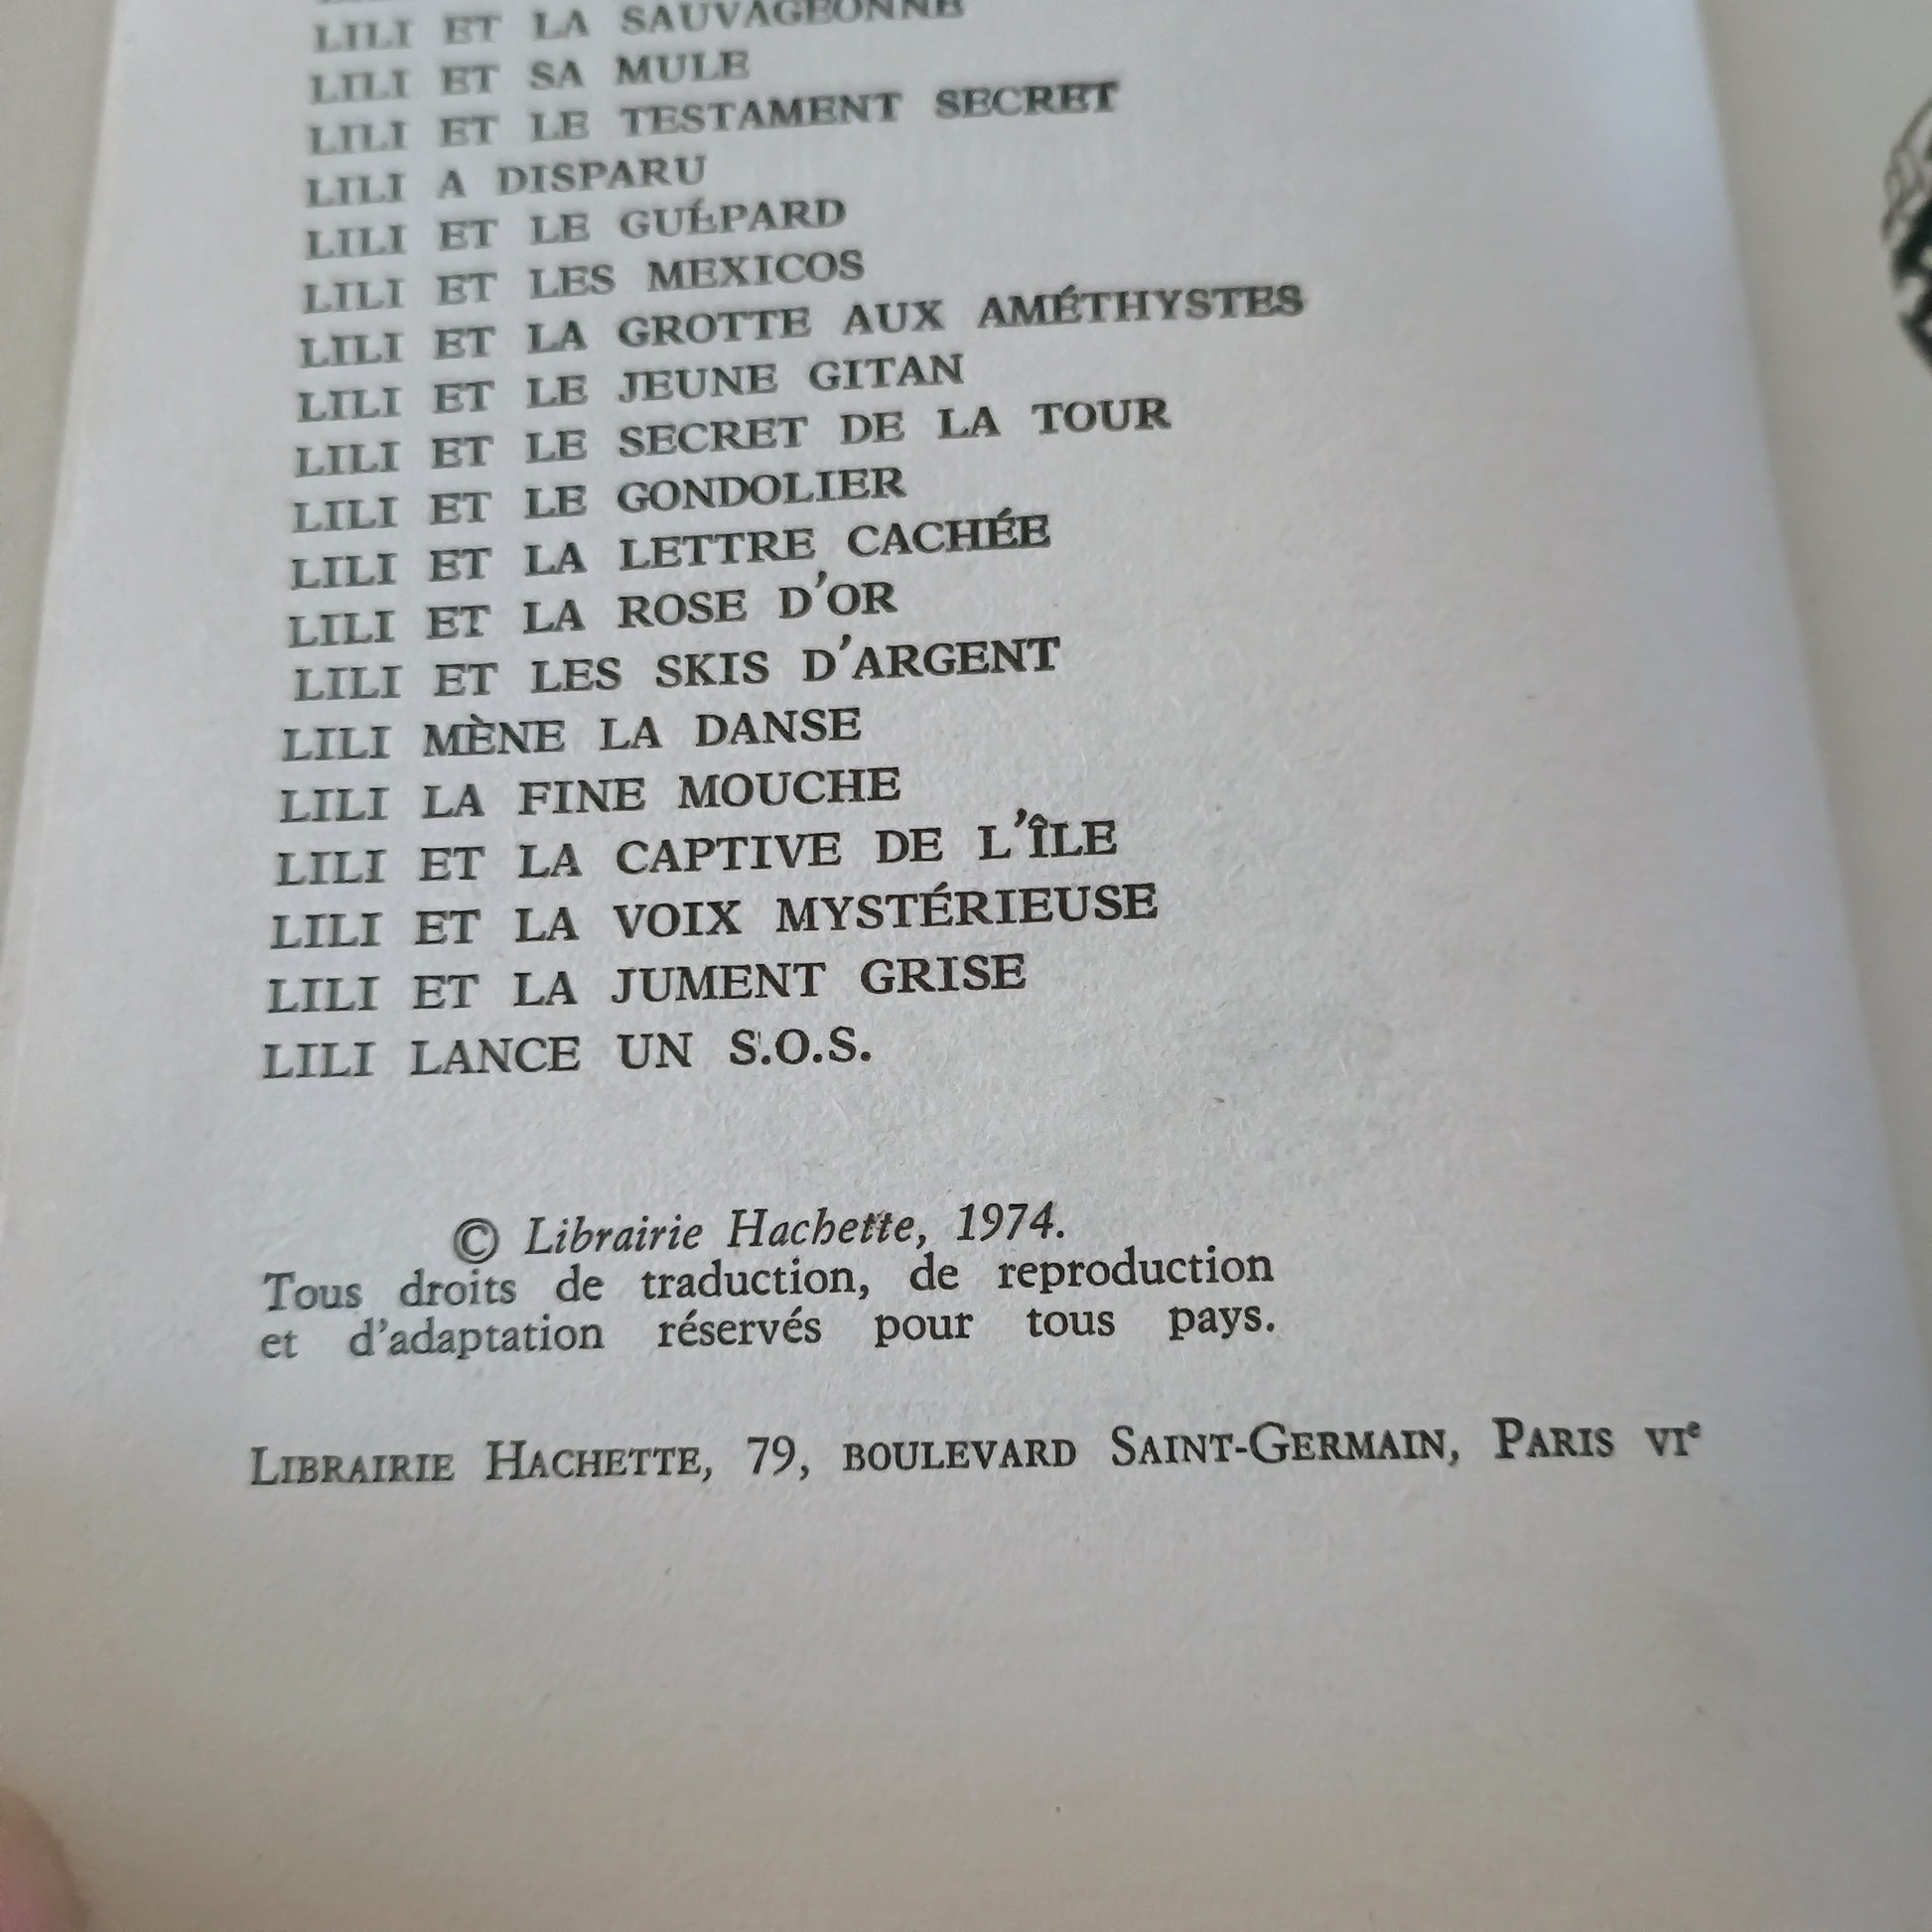 LILI ET LA SAUVAGEONNE
LILI ET SA MULE
LILI ET LE TESTAMENT SECRET
LILI A DISPARU
LILI ET LE GUÉPARD
LILI ET LES MEXICOS
LILI ET LA GROTTE AUX AMÉTHYSTES
LILI ET LE JEUNE GITAN
LILI ET LE SECRET DE LA TOUR
LILI ET LE GONDOLIER
LILI ET LA LETTRE CACHÉE
LILI ET LA ROSE D'OR
LILI ET LES SKIS D'ARGENT
LILI MÈNE LA DANSE
LILI LA FINE MOUCHE
LILI ET LA CAPTIVE DE L'ÎLE
LILI ET LA VOIX MYSTÉRIEUSE
LILI ET LA JUMENT GRISE
LILI LANCE UN S.O.S.
© Librairie Hachette, 1974.
Tous droits de traduction, de reproduction
et d'adaptation réservés pour tous pays.
LIBRAIRIE HACHETTE, 79, BOULEVARD SAINT-GERMAIN, PARIS VIe